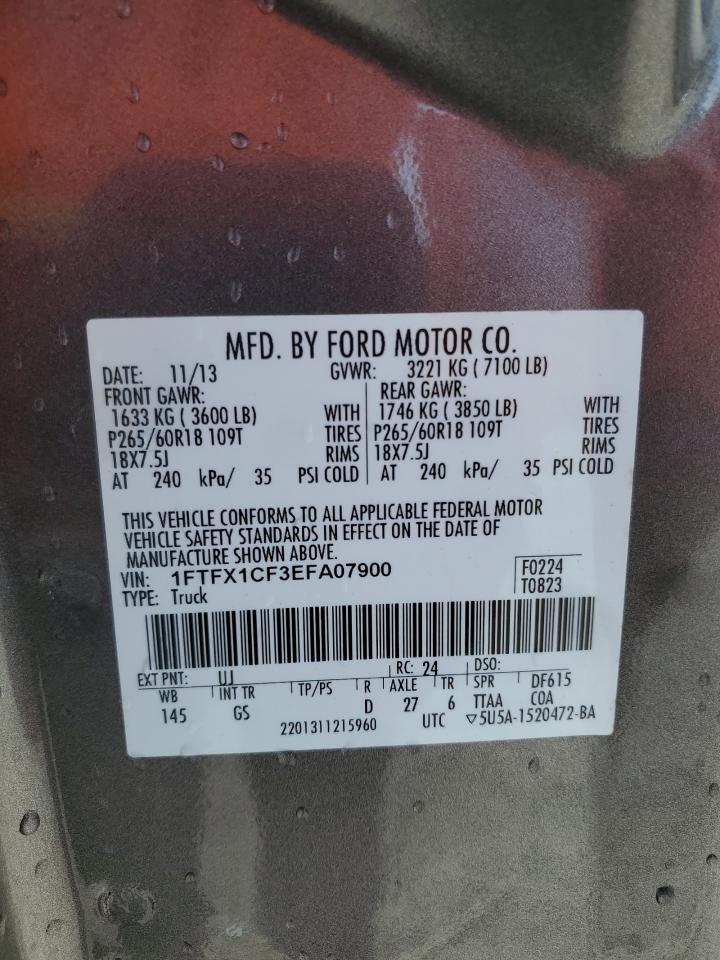 MFD. BY FORD MOTOR CO.
DATE: 11/13 GVWR: 3221 KG ( 7100 LB)
FRONT GAWR: REAR GAWR:
1633 KG ( 3600 LB) WITH 1746 KG ( 3850 LB) WITH
P265/60R18 109T TIRES P265/60R18 109T TIRES
18X7.5J RIMS 18X7.5J RIMS
AT 240 kPa/ 35 PSI COLD AT 240 kPa/ 35 PSI COLD
THIS VEHICLE CONFORMS TO ALL APPLICABLE FEDERAL MOTOR
VEHICLE SAFETY STANDARDS IN EFFECT ON THE DATE OF
MANUFACTURE SHOWN ABOVE.
VIN: 1FTFX1CF3EFA07900 F0224
TYPE: Truck T0823
EXT PNT: UJ RC: 24 DSO:
WB INT TR TP/PS R AXLE TR SPR DF615
145 GS D 27 6 TTAA COA
2201311215960 UTC ▽5U5A-1520472-BA